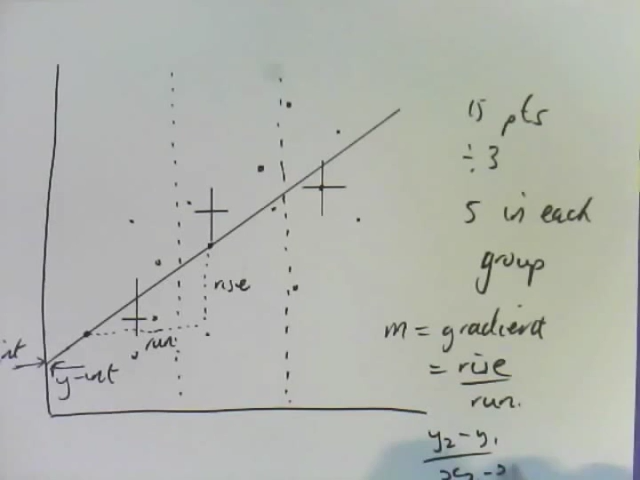 15 pts
÷ 3
5 in each
group
rise
run
y-int
m = gradient
= rise
run.
y₂-y₁